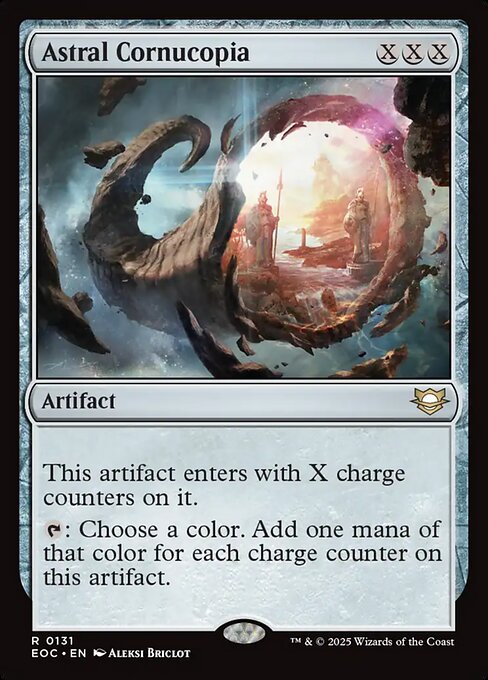 Astral Cornucopia XXX
Artifact
This artifact enters with X charge
counters on it.
: Choose a color. Add one mana of
that color for each charge counter on
this artifact.
R 0131
EOC • EN Aleksi Briclot
™ & © 2025 Wizards of the Coast